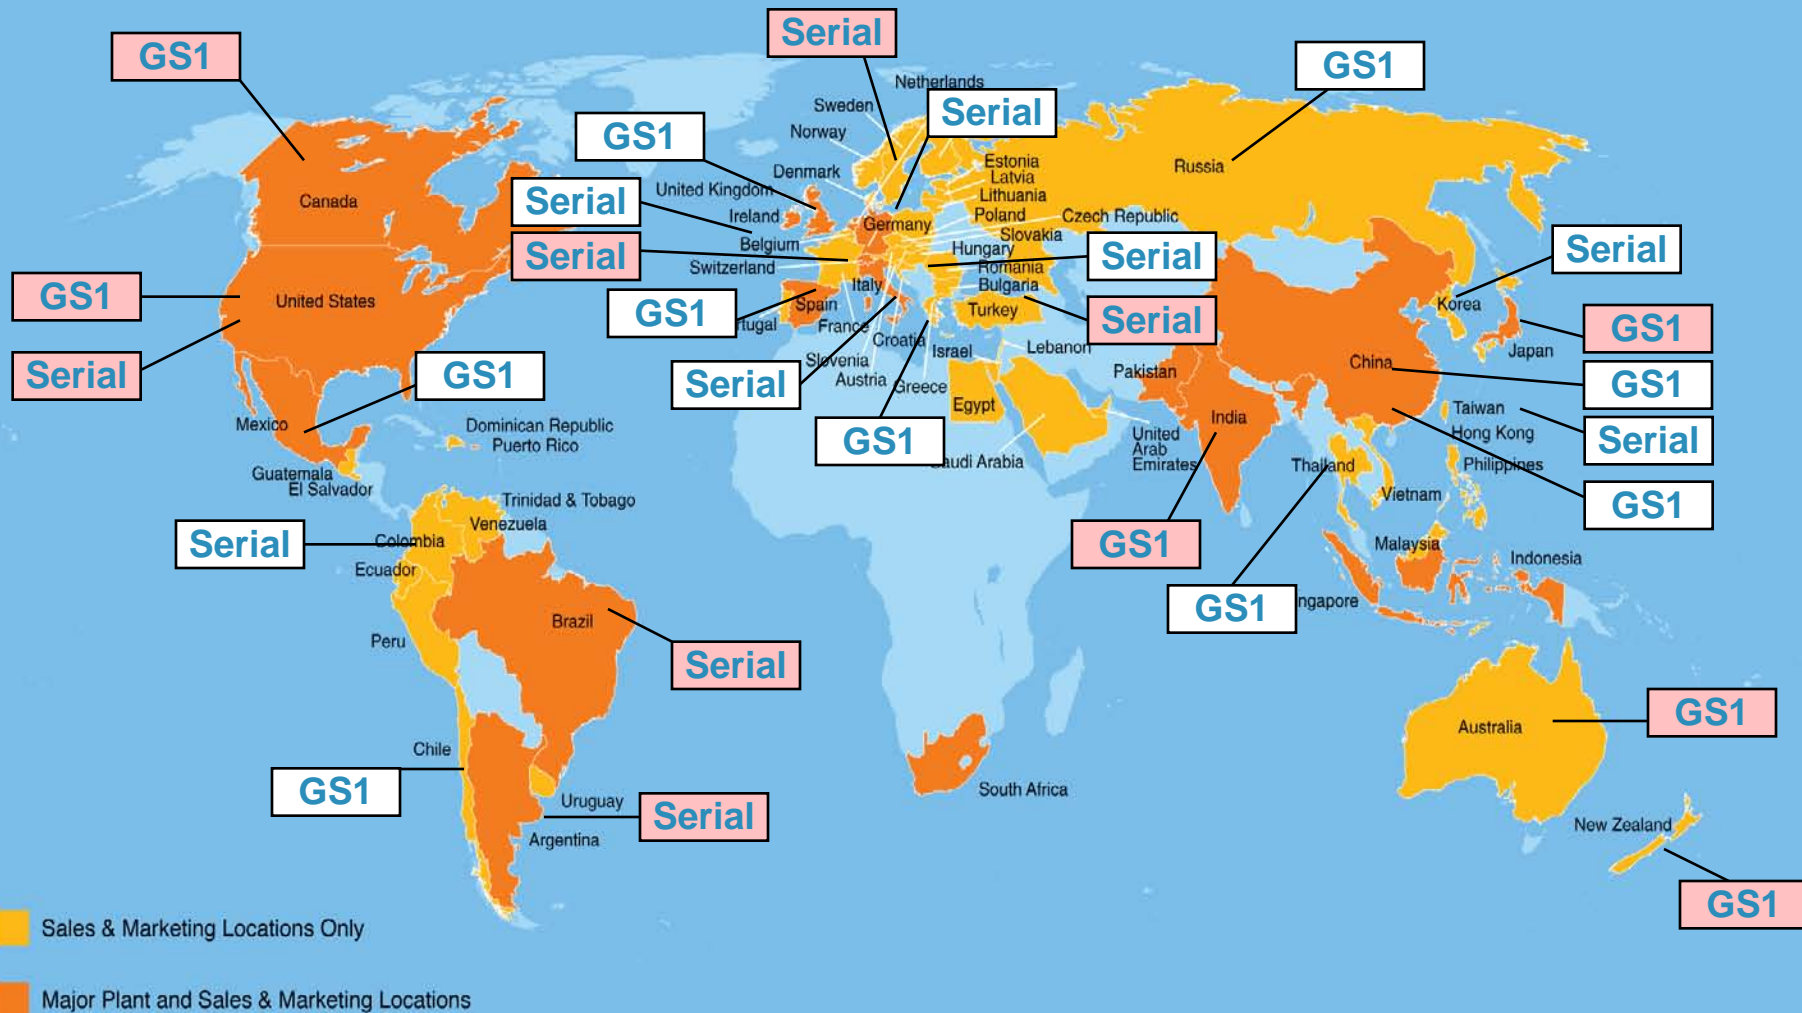 Serial
GS1
GS1
Netherlands
Sweden
Serial
Norway
GS1
Estonia
Russia
Denmark
Latvia
United Kingdom
Lithuania
Canada
Serial
Ireland
Poland
Czech Republic
Germany
Slovakia
Belgium
Hungary
Serial
Serial
Serial
Switzerland
Romania
Italy
Bulgaria
GS1
United States
Spain
Korea
GS1
rtugal
France
Turkey
Serial
GS1
Croatia
Israel
Lebanon
Japan
Slovenia
China
Serial
GS1
Serial
Austria
Greece
Pakistan
GS1
Egypt
India
Taiwan
Mexico
Dominican Republic
Puerto Rico
GS1
United
Arab
Emirates
Hong Kong
Serial
Saudi Arabia
Thailand
Philippines
Guatemala
El Salvador
Trinidad & Tobago
Vietnam
GS1
Venezuela
Serial
Colombia
GS1
Malaysia
Indonesia
Ecuador
GS1
ngapore
Brazil
Peru
Serial
GS1
Australia
Chile
GS1
South Africa
Uruguay
Serial
Argentina
New Zealand
GS1
Sales & Marketing Locations Only
Major Plant and Sales & Marketing Locations